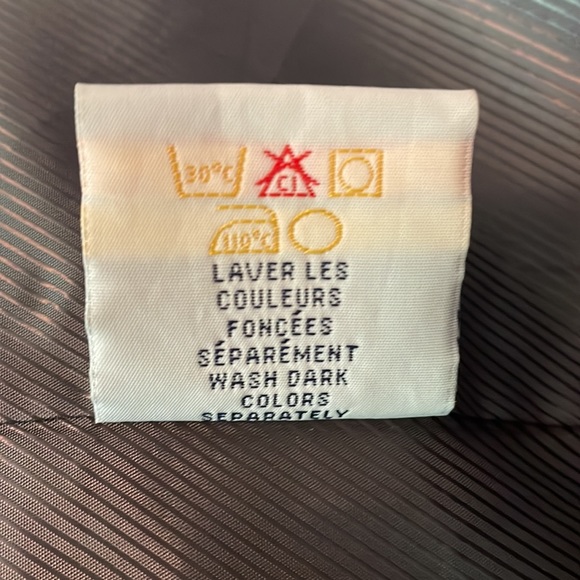 30°C Cl
110°C
LAVER LES
COULEURS
FONCÉES
SÉPARÉMENT
WASH DARK
COLORS
SEPARATELY